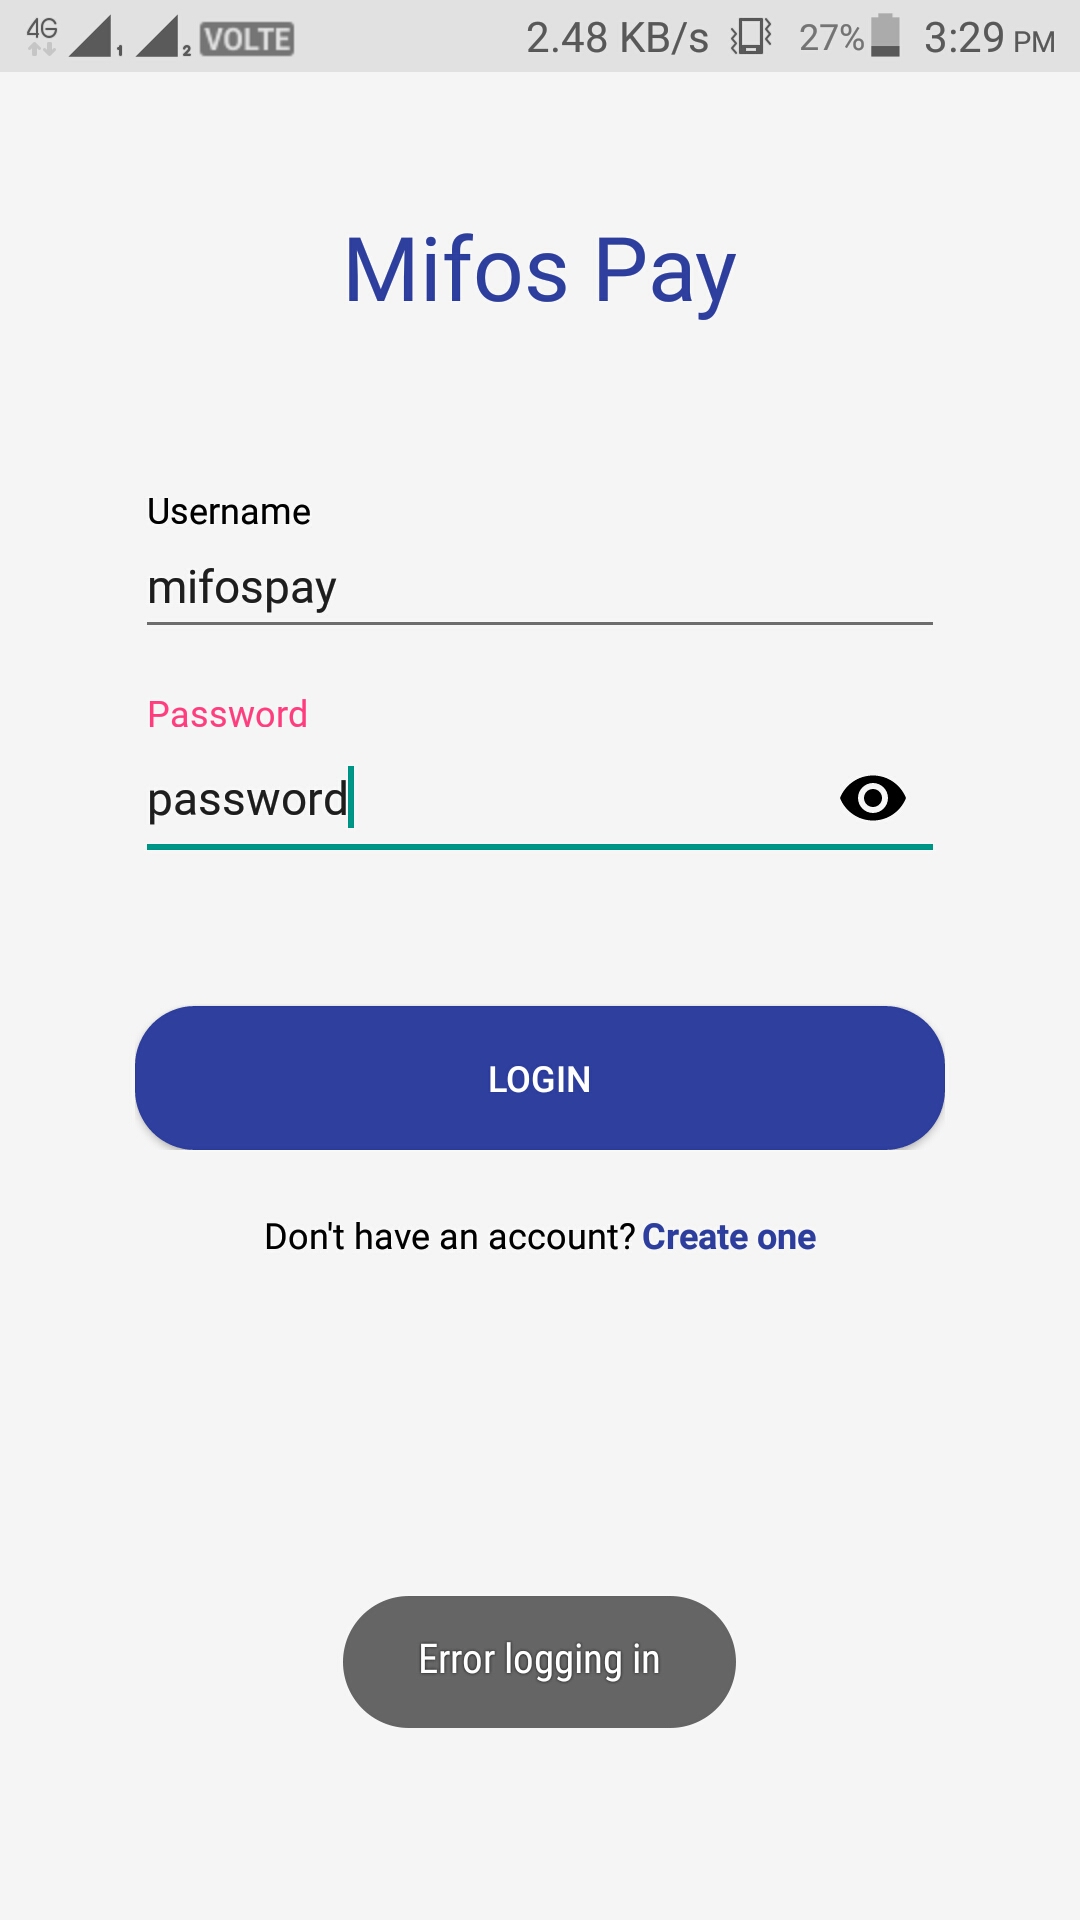 4G 1 2 VOLTE 2.48 KB/s 27% 3:29 PM
Mifos Pay
Username
mifospay
Password
password
LOGIN
Don't have an account? Create one
Error logging in